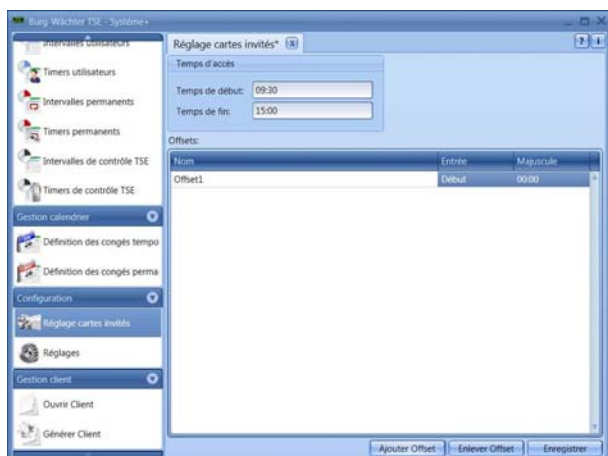 Burg Wächter TSE - Système+
Intervalles utilisateurs
Timers utilisateurs
Intervalles permanents
Timers permanents
Intervalles de contrôle TSE
Timers de contrôle TSE
Gestion calendrier
Définition des congés tempo
Définition des congés perma
Configuration
Réglage cartes invités
Réglages
Gestion client
Ouvrir Client
Générer Client
Réglage cartes invités* x
? i
Temps d'accès
Temps de début: 09:30
Temps de fin: 15:00
Offsets:
Nom Entrée Majuscule
Offset1 Début 00:00
Ajouter Offset Enlever Offset Enregistrer